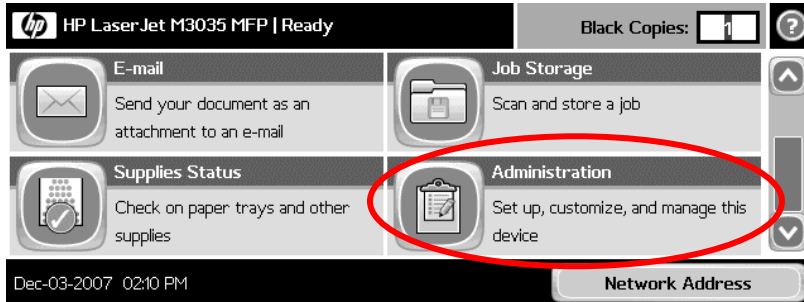 hp HP LaserJet M3035 MFP | Ready
Black Copies: 1
?
E-mail
Send your document as an
attachment to an e-mail
Job Storage
Scan and store a job
Supplies Status
Check on paper trays and other
supplies
Administration
Set up, customize, and manage this
device
Dec-03-2007 02:10 PM
Network Address